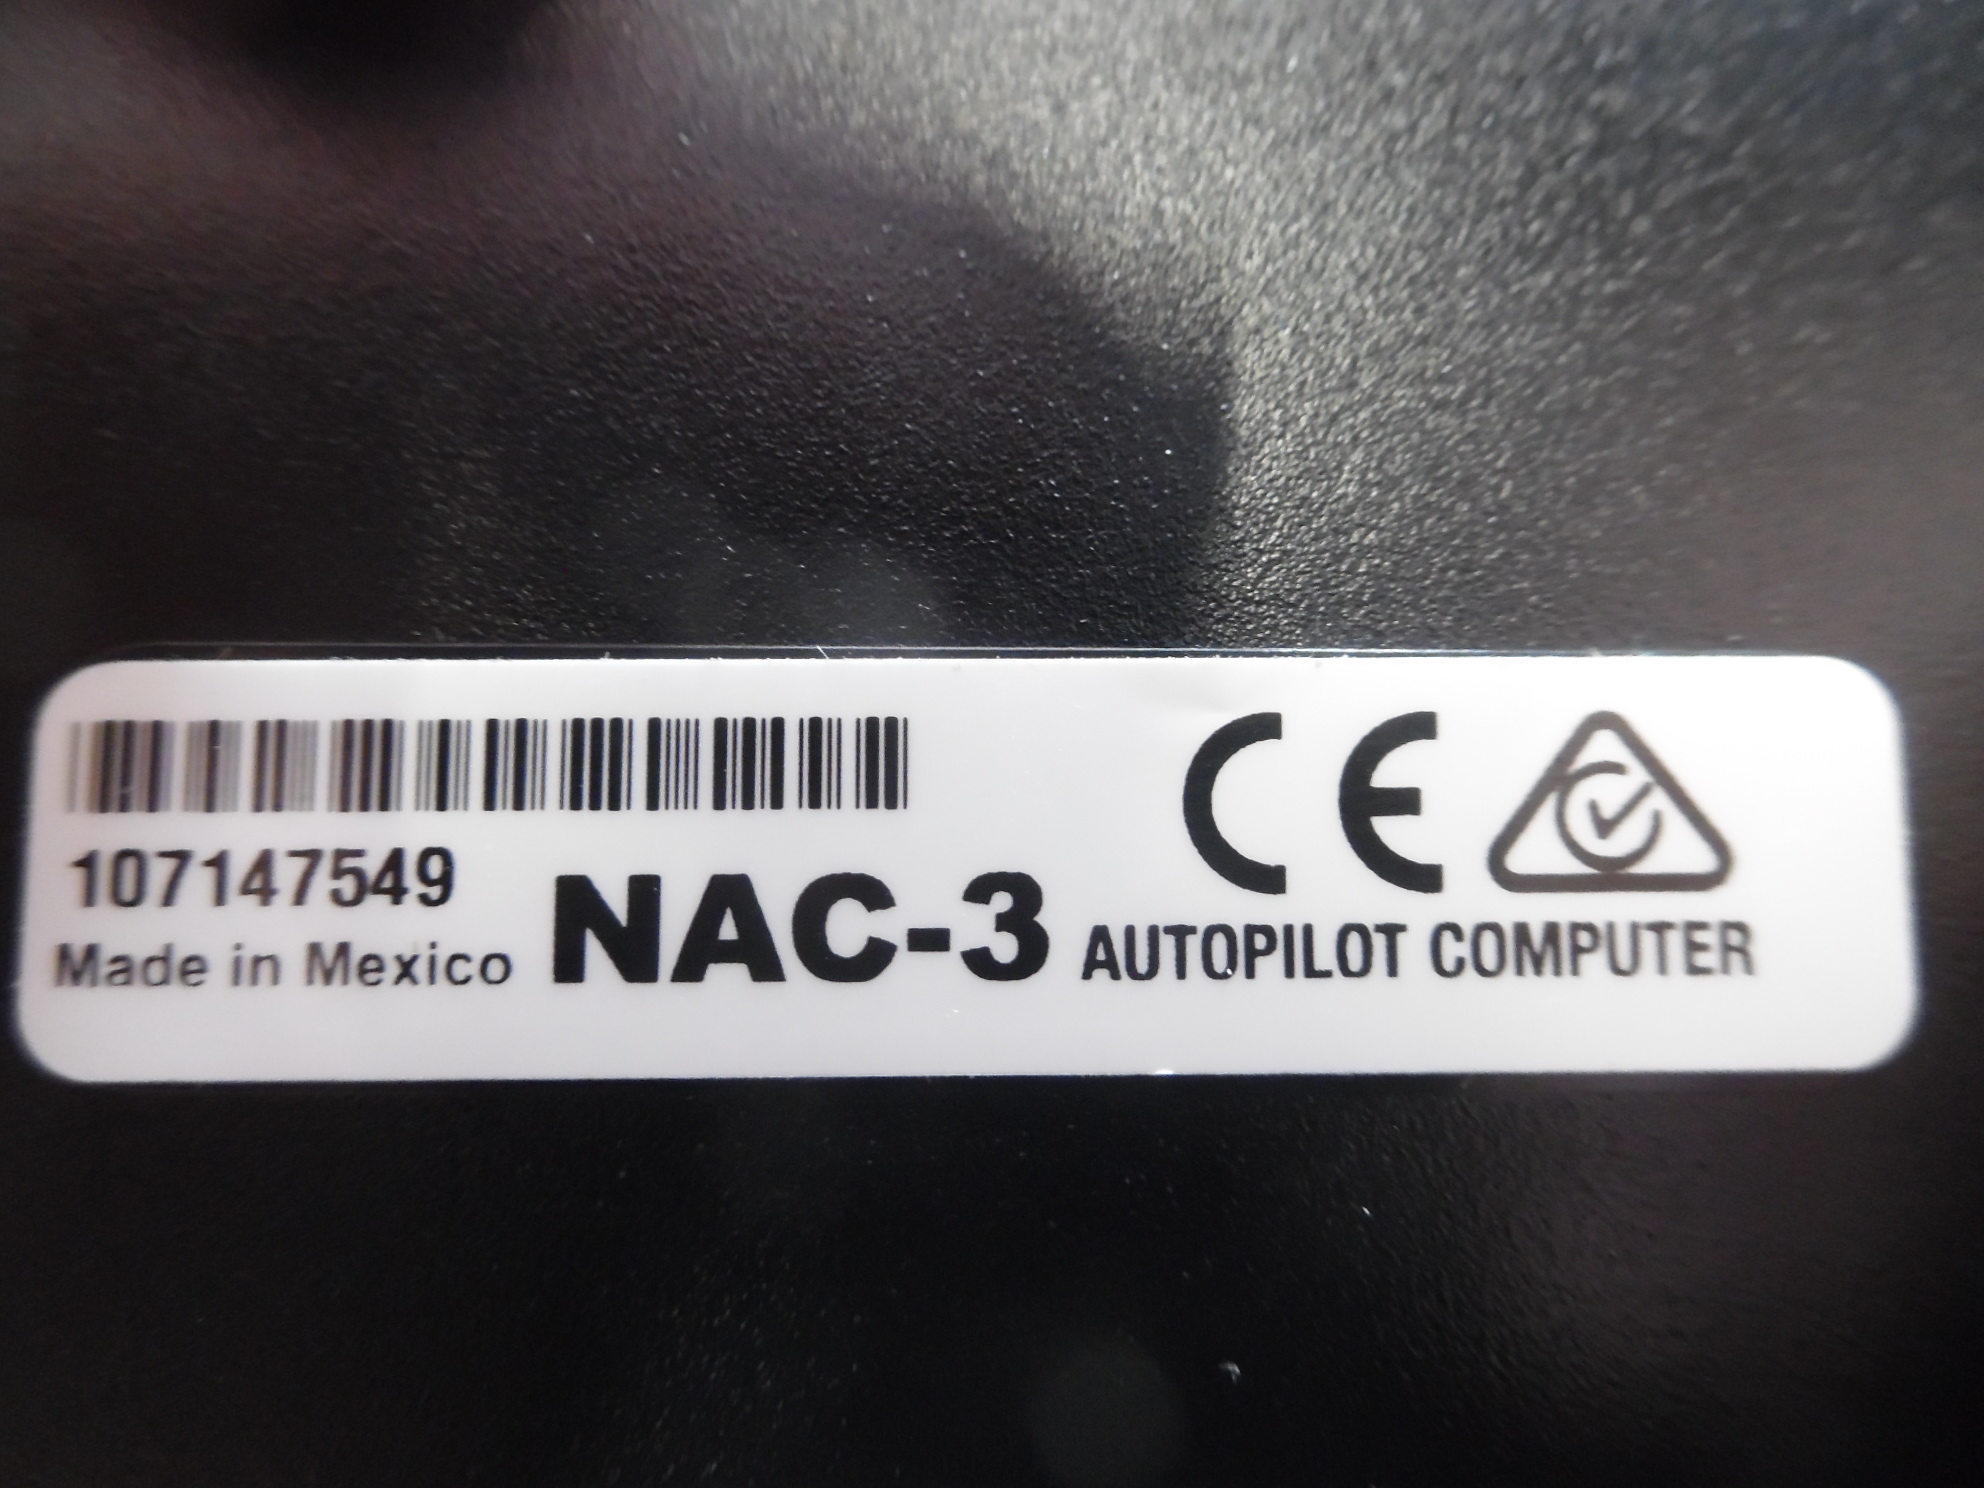 107147549
Made in Mexico
NAC-3
AUTOPILOT COMPUTER
CE